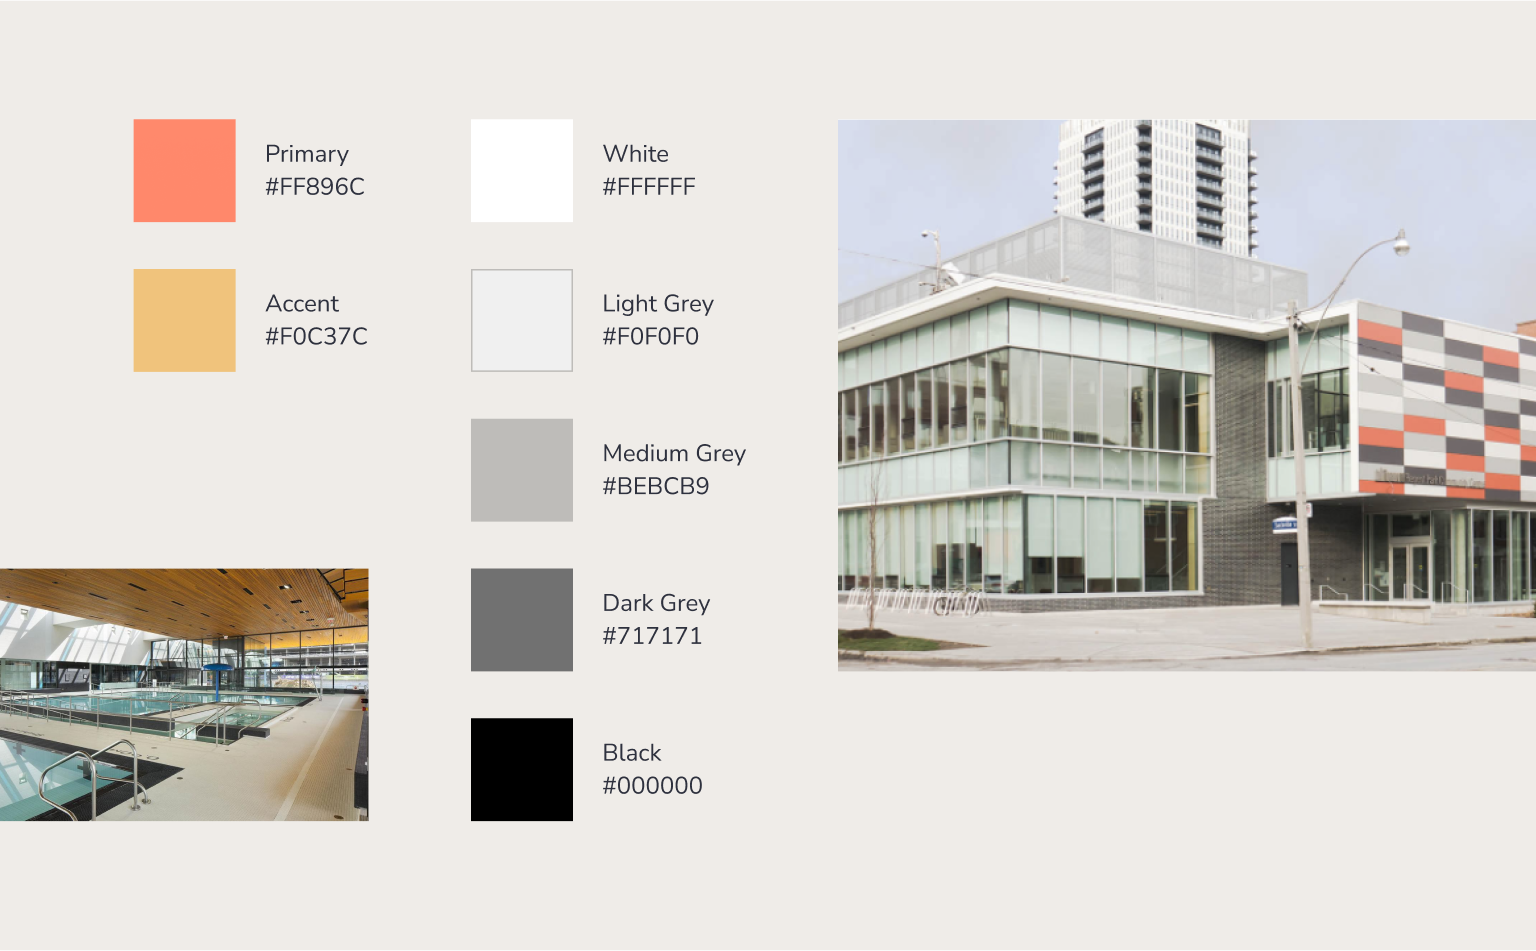 Primary
#FF896C
Accent
#F0C37C
White
#FFFFFF
Light Grey
#F0F0F0
Medium Grey
#BEBCB9
Dark Grey
#717171
Black
#000000